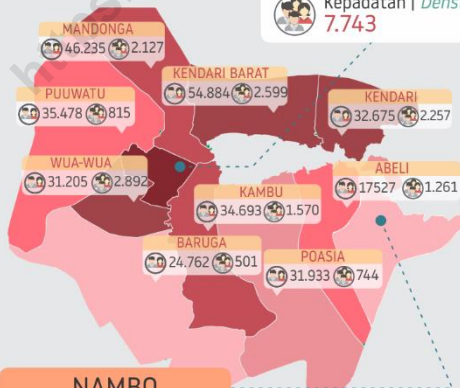 Kepadatan | Dens
7.743
MANDONGA
46.235 2.127
KENDARI BARAT
54.884 2.599
PUUWATU
35.478 815
KENDARI
32.675 2.257
WUA-WUA
31.205 2.892
ABELI
17527 1.261
KAMBU
34.693 1.570
BARUGA
24.762 501
POASIA
31.933 744
NAMBO